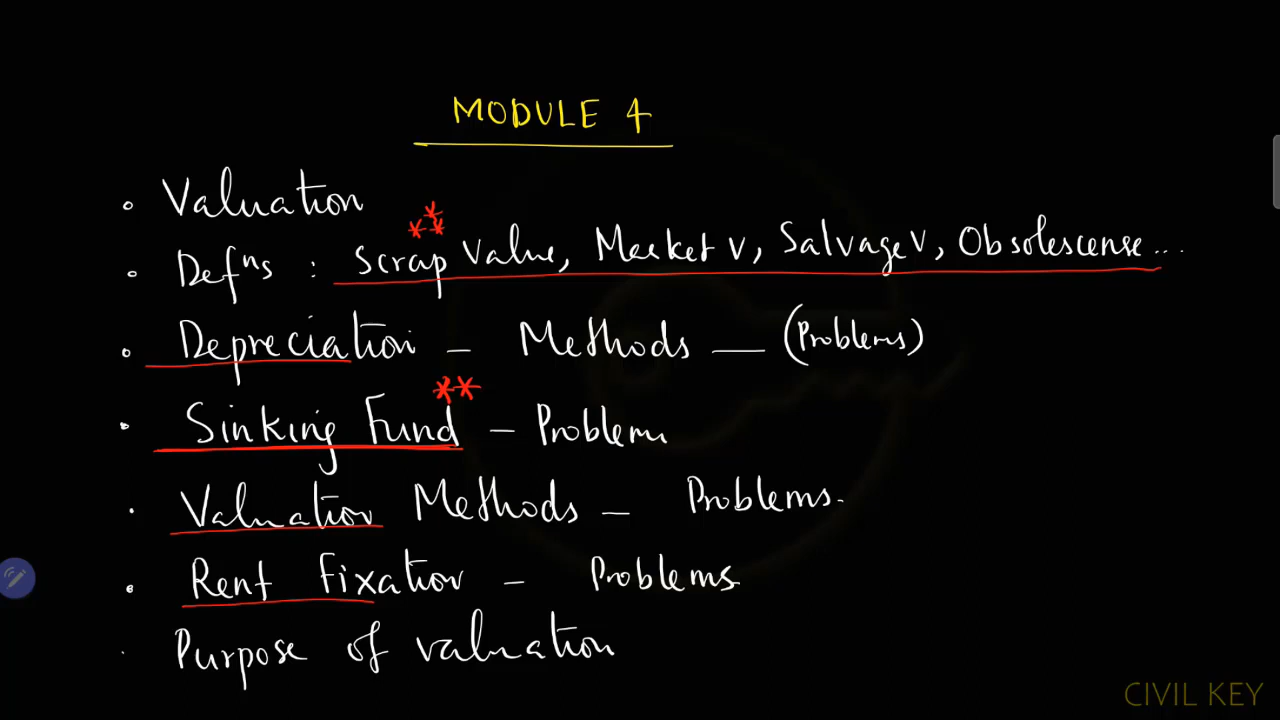 MODULE 4
• Valuation
• Defns : Scrap Value, Market v, Salvage v, Obsolescense...
• Depreciation – Methods — (Problems)
• Sinking Fund ** – Problem
• Valuation Methods – Problems.
• Rent Fixation – Problems
• Purpose of valuation
CIVIL KEY